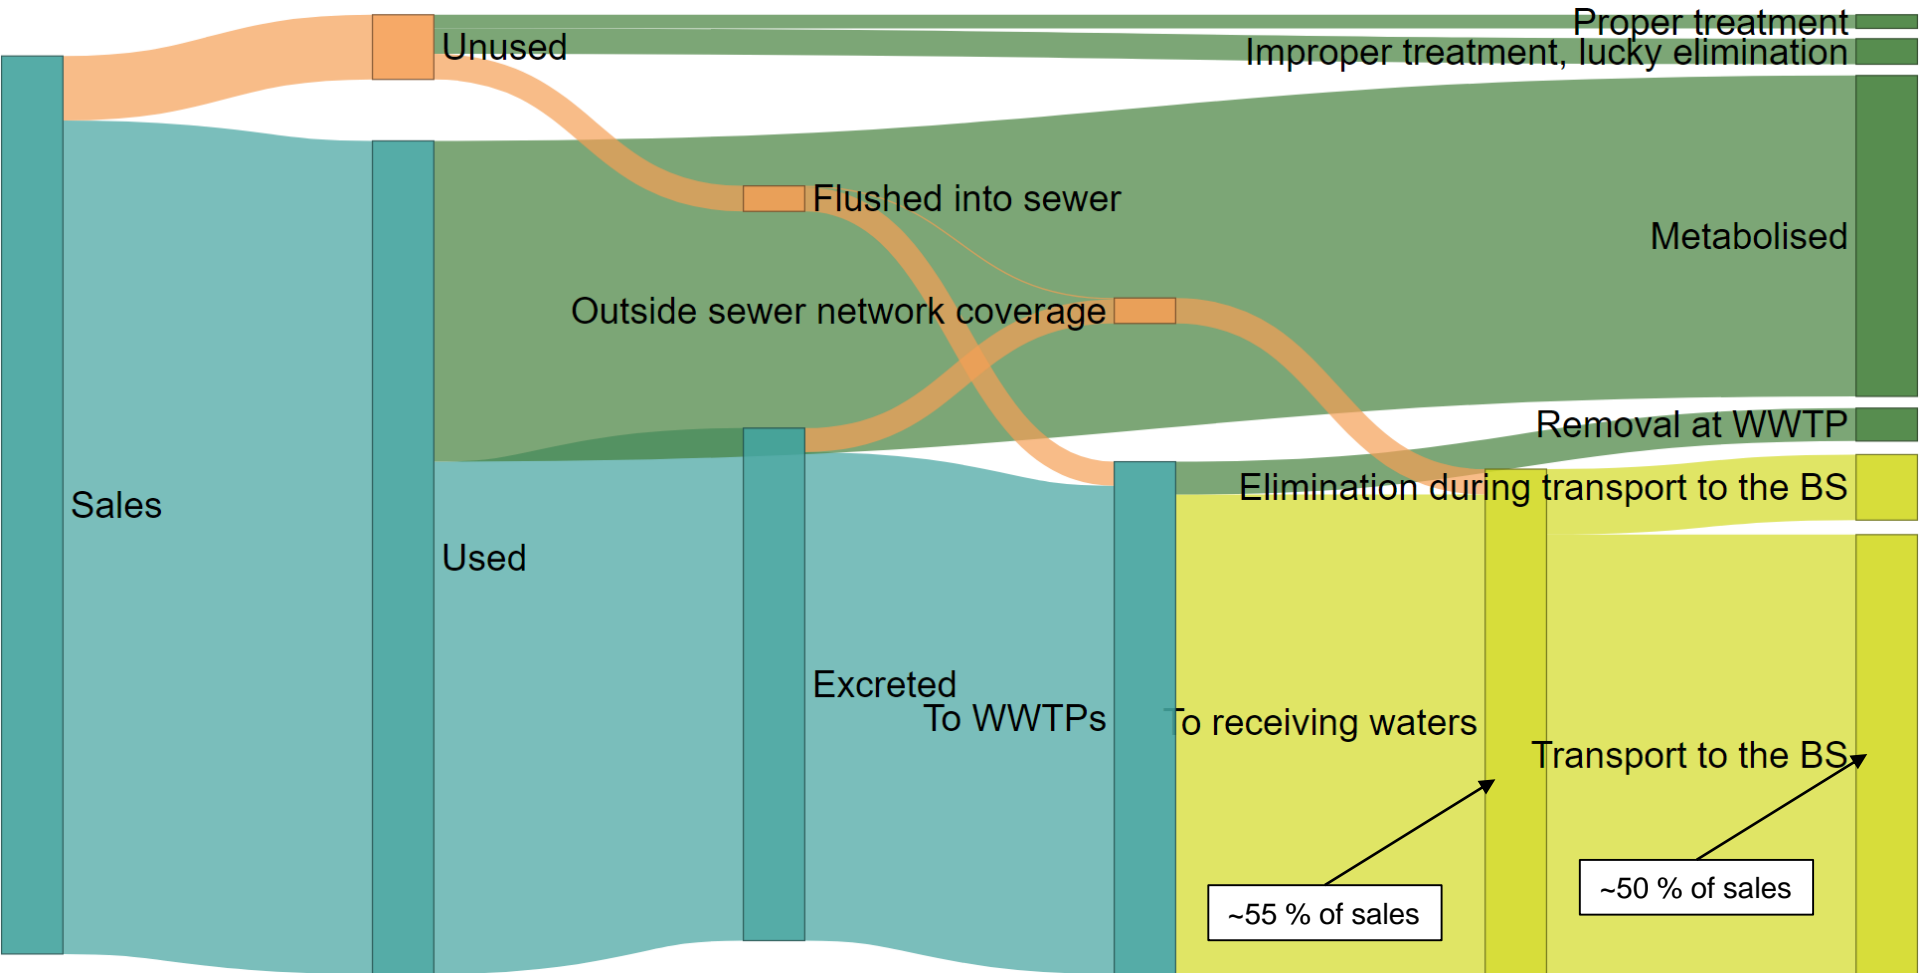 Proper treatment
Unused
Improper treatment, lucky elimination
Flushed into sewer
Metabolised
Outside sewer network coverage
Removal at WWTP
Elimination during transport to the BS
Sales
Used
Excreted
To WWTPs
To receiving waters
Transport to the BS
~50 % of sales
~55 % of sales